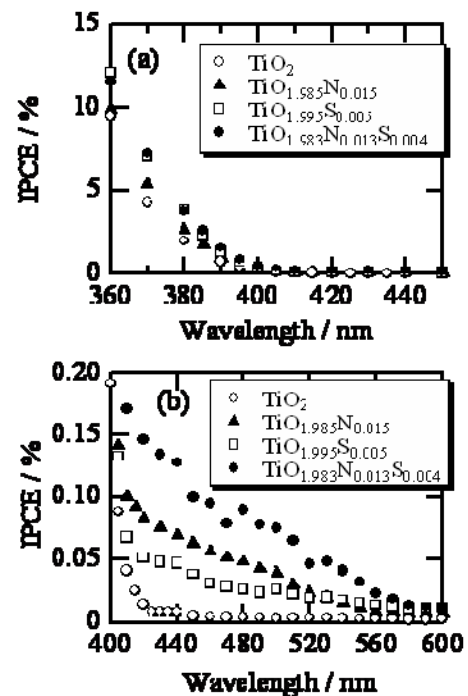 15
10
5
0
IPCE / %
(a)
TiO2
TiO1.985N0.015
TiO1.995S0.005
TiO1.983N0.013S0.004
360 380 400 420 440
Wavelength / nm
0.20
0.15
0.10
0.05
0
IPCE / %
(b)
TiO2
TiO1.985N0.015
TiO1.995S0.005
TiO1.983N0.013S0.004
400 440 480 520 560 600
Wavelength / nm